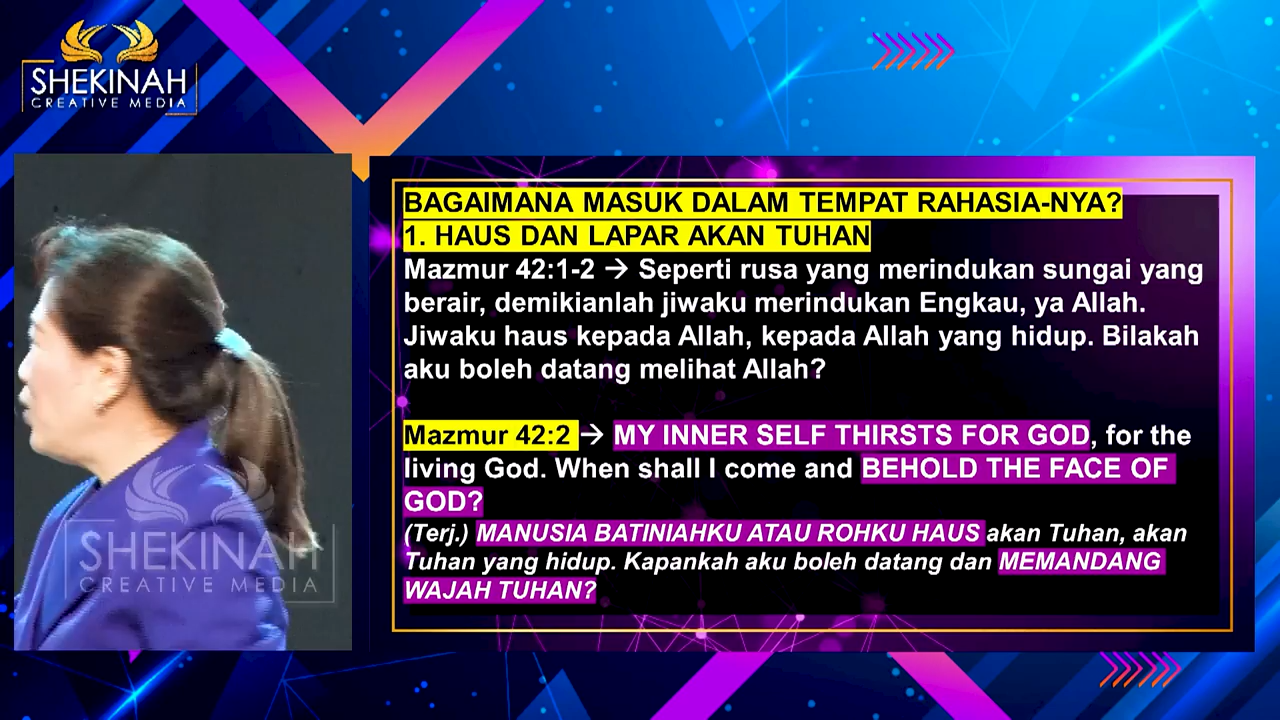 SHEKINAH
CREATIVE MEDIA
BAGAIMANA MASUK DALAM TEMPAT RAHASIA-NYA?
1. HAUS DAN LAPAR AKAN TUHAN
Mazmur 42:1-2 → Seperti rusa yang merindukan sungai yang
berair, demikianlah jiwaku merindukan Engkau, ya Allah.
Jiwaku haus kepada Allah, kepada Allah yang hidup. Bilakah
aku boleh datang melihat Allah?
Mazmur 42:2 → MY INNER SELF THIRSTS FOR GOD, for the
living God. When shall I come and BEHOLD THE FACE OF
GOD?
(Terj.) MANUSIA BATINIAHKU ATAU ROHKU HAUS akan Tuhan, akan
Tuhan yang hidup. Kapankah aku boleh datang dan MEMANDANG
WAJAH TUHAN?
SHEKINAH
CREATIVE MEDIA